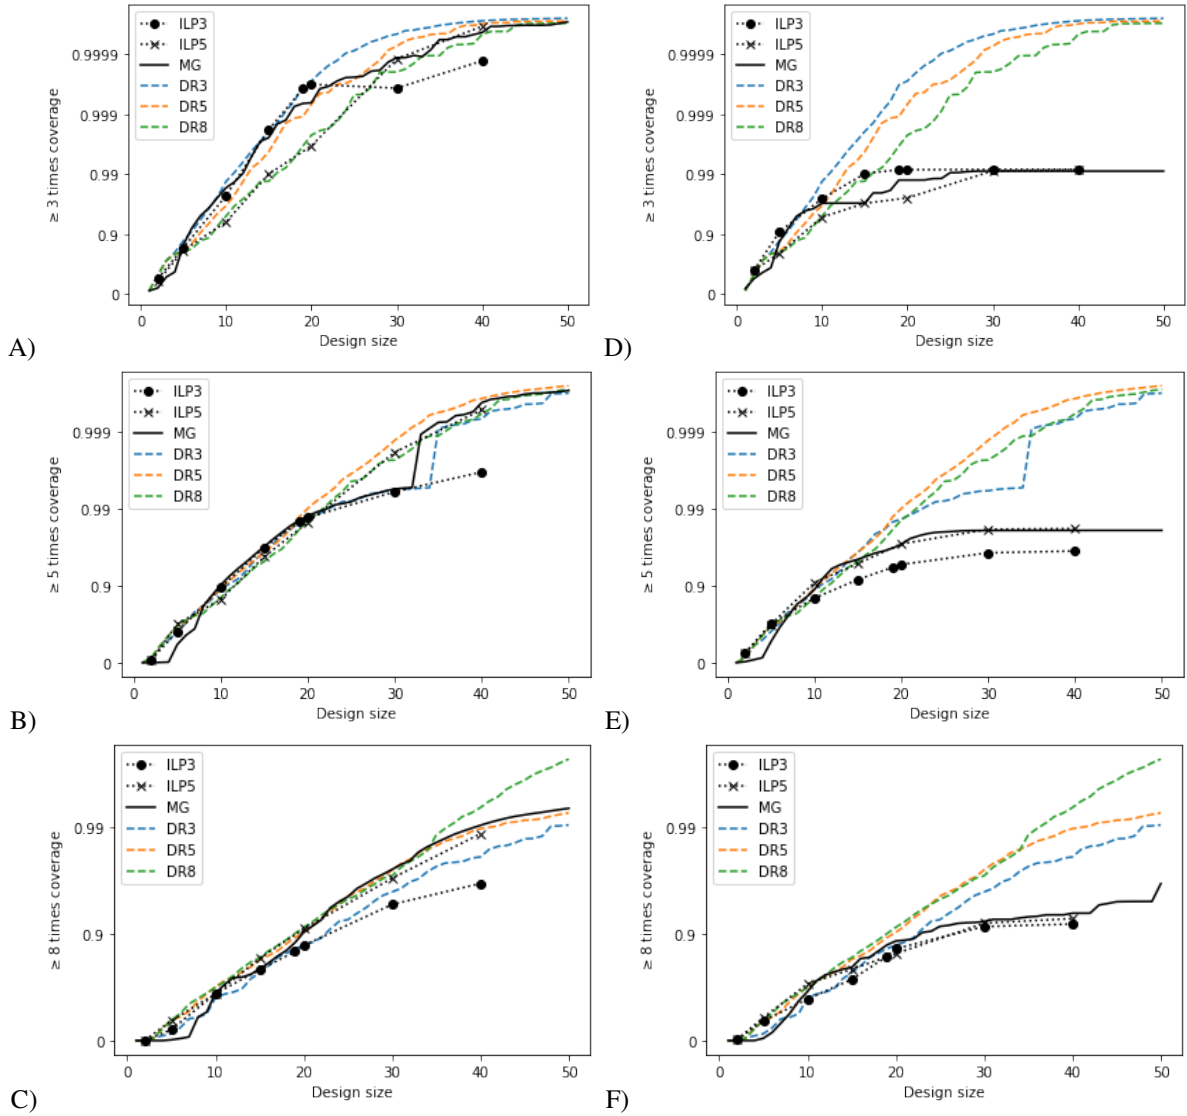 ILP3
ILP5
MG
DR3
DR5
DR8
≥ 3 times coverage
0.9999
0.999
0.99
0.9
0
0 10 20 30 40 50
Design size
A)
ILP3
ILP5
MG
DR3
DR5
DR8
≥ 3 times coverage
0.9999
0.999
0.99
0.9
0
0 10 20 30 40 50
Design size
D)
ILP3
ILP5
MG
DR3
DR5
DR8
≥ 5 times coverage
0.999
0.99
0.9
0
0 10 20 30 40 50
Design size
B)
ILP3
ILP5
MG
DR3
DR5
DR8
≥ 5 times coverage
0.999
0.99
0.9
0
0 10 20 30 40 50
Design size
E)
ILP3
ILP5
MG
DR3
DR5
DR8
≥ 8 times coverage
0.99
0.9
0
0 10 20 30 40 50
Design size
C)
ILP3
ILP5
MG
DR3
DR5
DR8
≥ 8 times coverage
0.99
0.9
0
0 10 20 30 40 50
Design size
F)